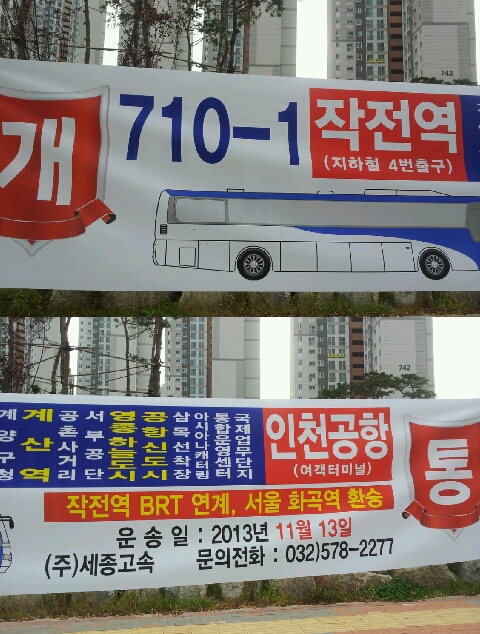 개
710-1
작전역
(지하철 4번출구)
742
742
계양구청
계산역
공촌사거리
서부공단
영종하늘도시
공항신도시
삼목선착장
아시아나캐터링
통합운영센터
국제업무단지
인천공항
(여객터미널)
통
작전역 BRT 연계, 서울 화곡역 환승
운 송 일 : 2013년 11월 13일
(주)세종고속 문의전화 : 032)578-2277